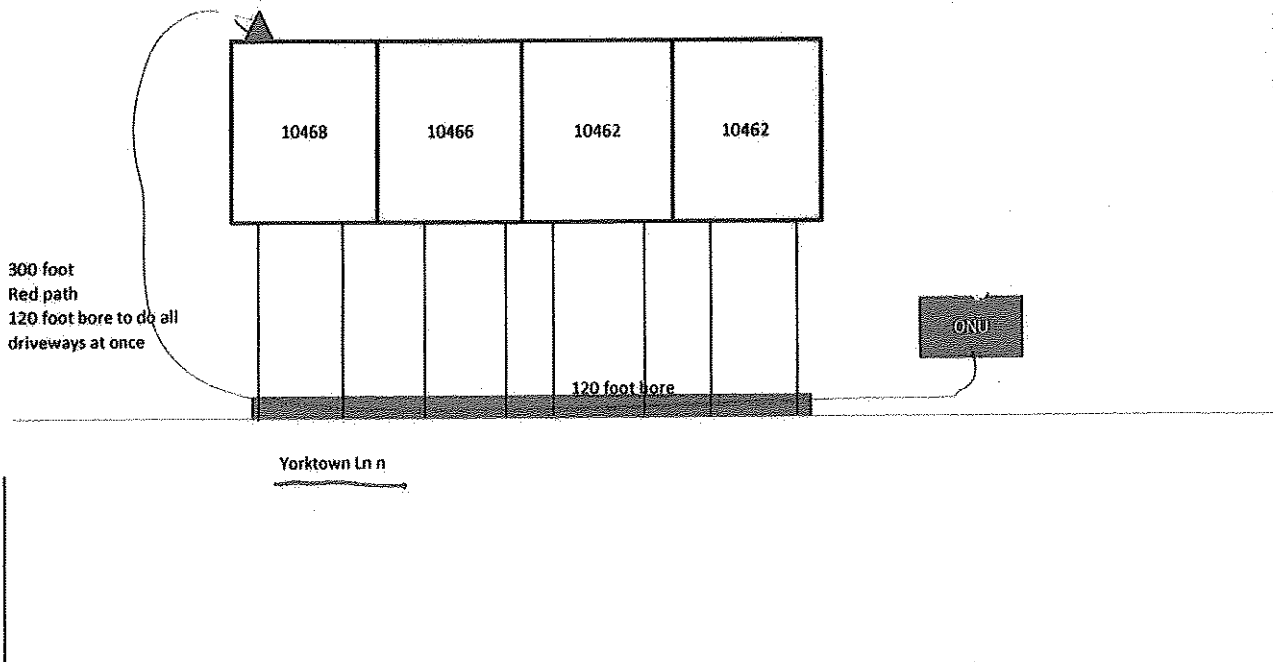 10468
10466
10462
10462
300 foot
Red path
120 foot bore to do all
driveways at once
ONU
120 foot bore
Yorktown Ln n